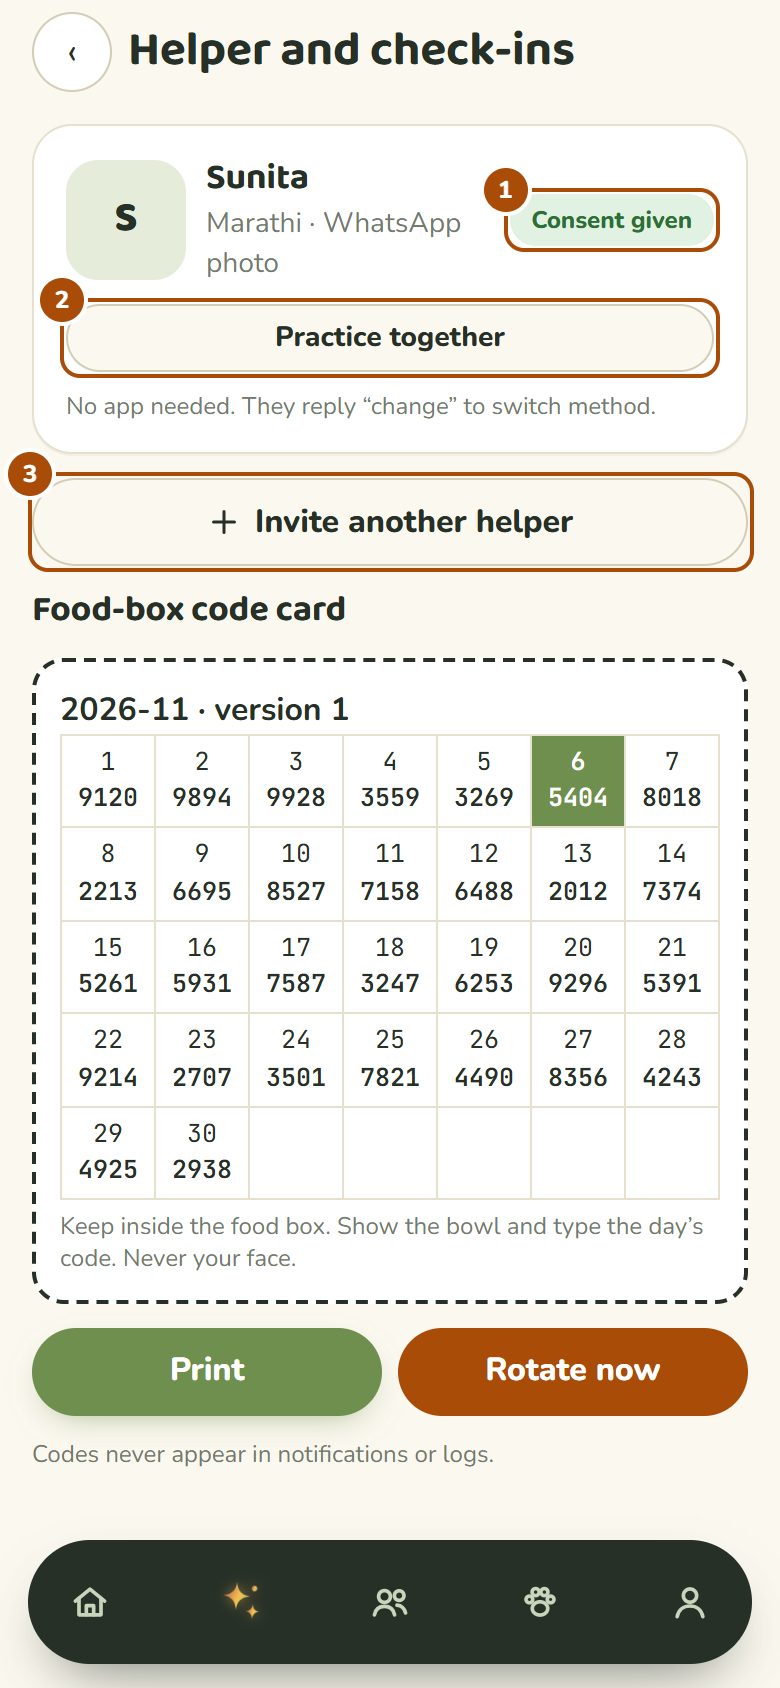 Helper and check-ins
S
Sunita
Marathi · WhatsApp
photo
1
Consent given
2
Practice together
No app needed. They reply “change” to switch method.
3
+ Invite another helper
Food-box code card
2026-11 · version 1
1 2 3 4 5 6 7
9120 9894 9928 3559 3269 5404 8018
8 9 10 11 12 13 14
2213 6695 8527 7158 6488 2012 7374
15 16 17 18 19 20 21
5261 5931 7587 3247 6253 9296 5391
22 23 24 25 26 27 28
9214 2707 3501 7821 4490 8356 4243
29 30
4925 2938
Keep inside the food box. Show the bowl and type the day’s
code. Never your face.
Print
Rotate now
Codes never appear in notifications or logs.